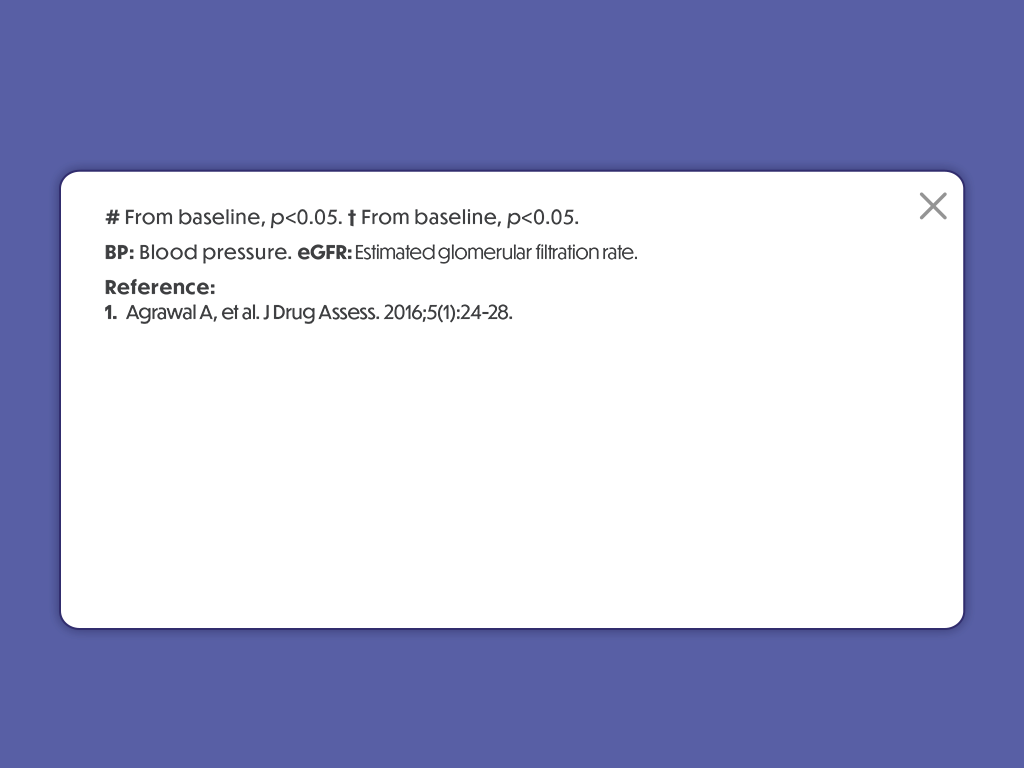 # From baseline, p<0.05. † From baseline, p<0.05.
BP: Blood pressure. eGFR: Estimated glomerular filtration rate.
Reference:
1. Agrawal A, et al. J Drug Assess. 2016;5(1):24-28.